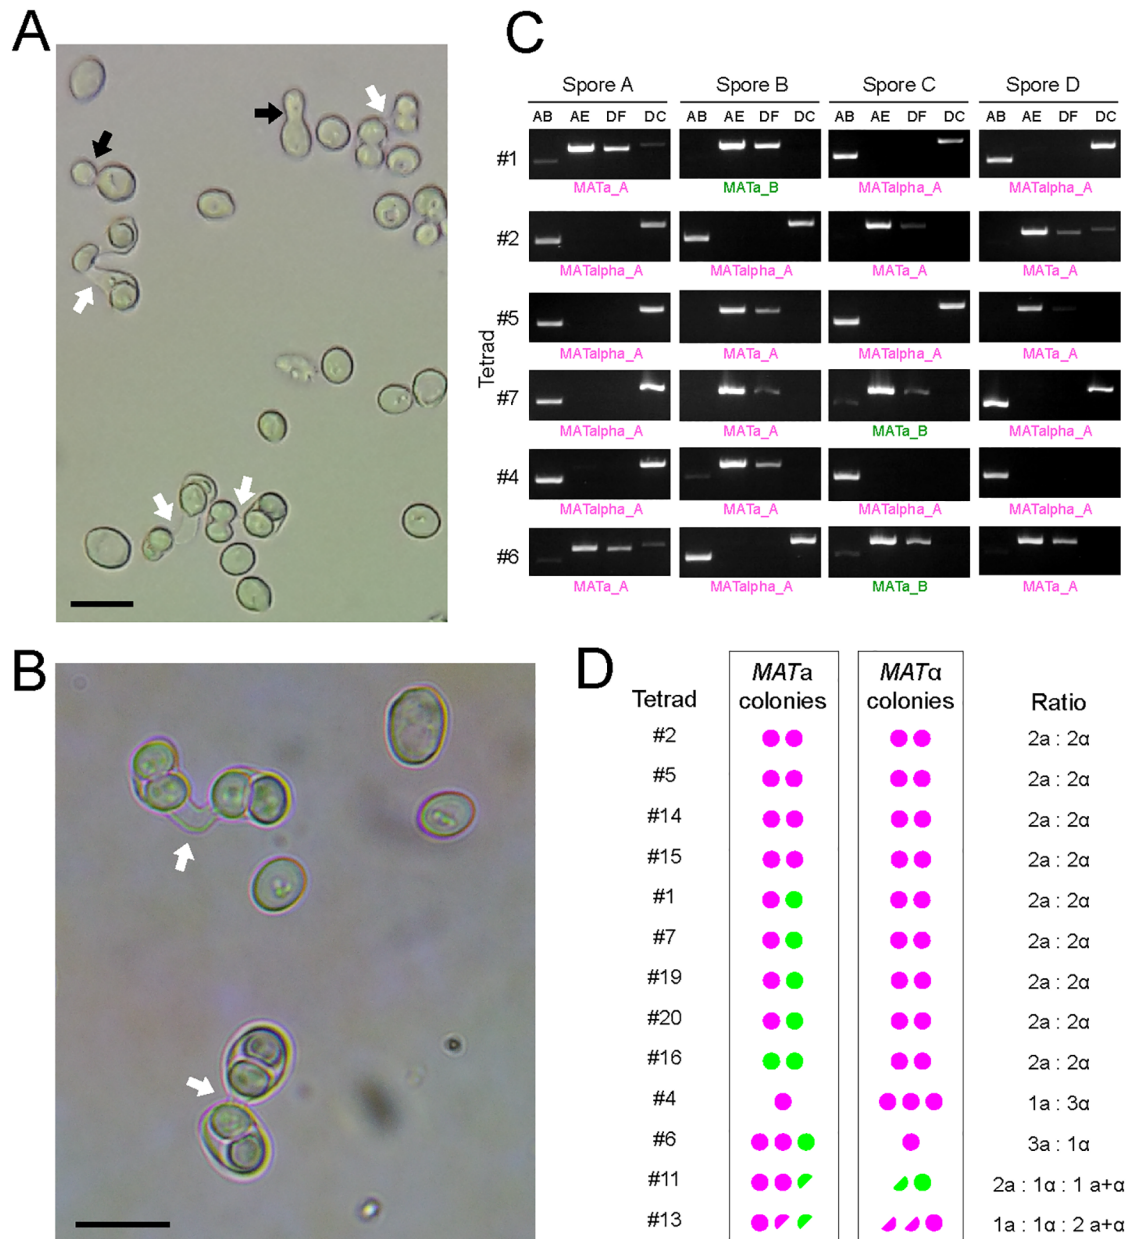 A
B
C
Spore A Spore B Spore C Spore D
AB AE DF DC AB AE DF DC AB AE DF DC AB AE DF DC
Tetrad
#1
MATa_A MATa_B MATalpha_A MATalpha_A
#2
MATalpha_A MATalpha_A MATa_A MATa_A
#5
MATalpha_A MATa_A MATalpha_A MATa_A
#7
MATalpha_A MATa_A MATa_B MATalpha_A
#4
MATalpha_A MATa_A MATalpha_A MATalpha_A
#6
MATa_A MATalpha_A MATa_B MATa_A
D
Tetrad MATa colonies MATα colonies Ratio
#2 2a : 2α
#5 2a : 2α
#14 2a : 2α
#15 2a : 2α
#1 2a : 2α
#7 2a : 2α
#19 2a : 2α
#20 2a : 2α
#16 2a : 2α
#4 1a : 3α
#6 3a : 1α
#11 2a : 1α : 1 a+α
#13 1a : 1α : 2 a+α